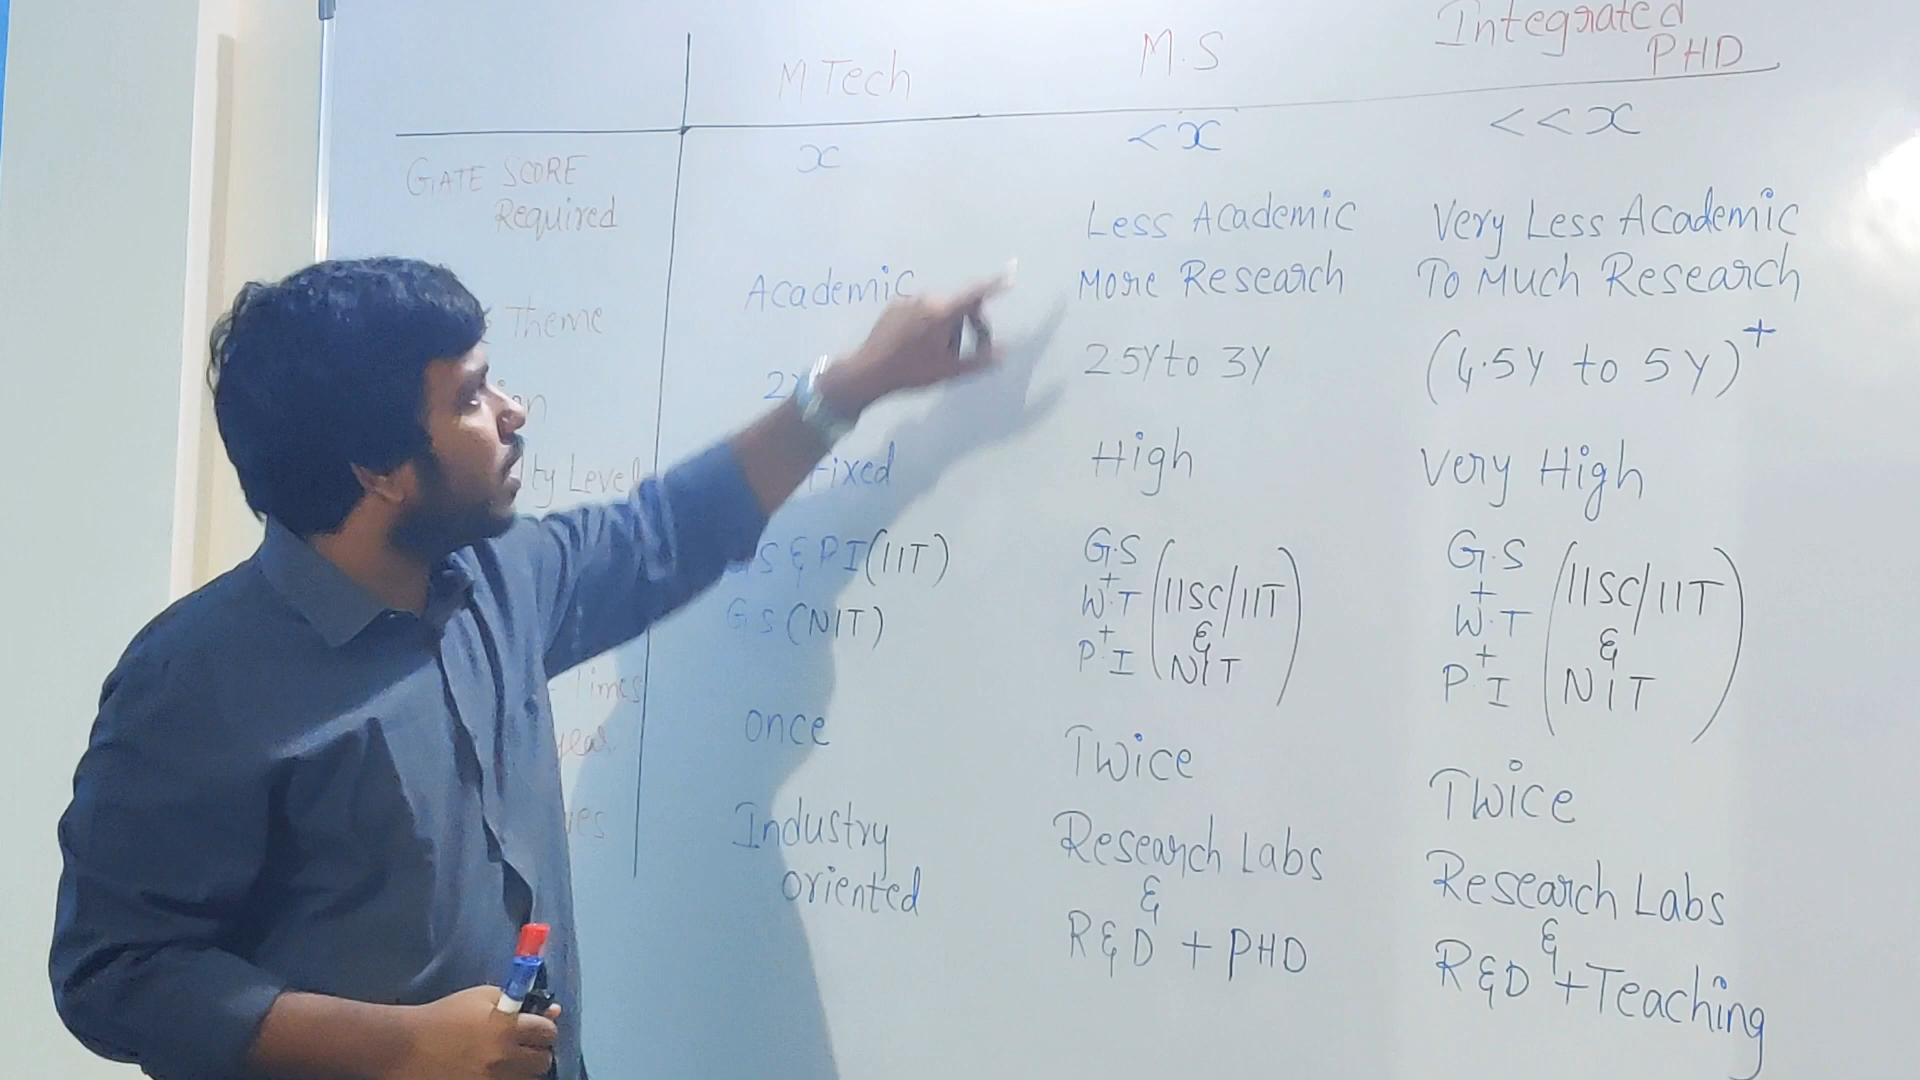 M Tech M.S Integrated PHD
GATE SCORE Required x <x <<x
Theme Academic Less Academic More Research Very Less Academic To Much Research
2.5Y to 3Y (4.5Y to 5Y)+
Level Fixed High Very High
G.S & PI (IIT)
G.S (NIT)
G.S + W.T + P.I (IISC/IIT & NIT)
G.S + W.T + P.I (IISC/IIT & NIT)
Times year once Twice Twice
Industry oriented
Research Labs & R&D + PHD
Research Labs & R&D + Teaching